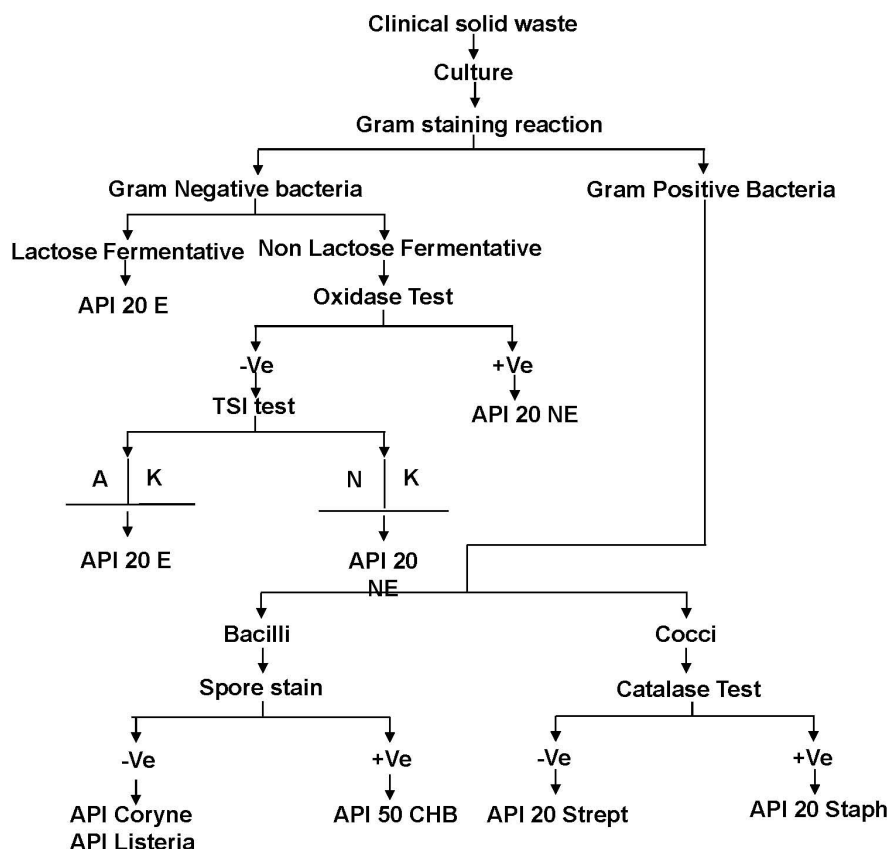 Clinical solid waste
Culture
Gram staining reaction
Gram Negative bacteria
Gram Positive Bacteria
Lactose Fermentative
Non Lactose Fermentative
API 20 E
Oxidase Test
-Ve
+Ve
TSI test
API 20 NE
A K
N K
API 20 E
API 20
NE
Bacilli
Cocci
Spore stain
Catalase Test
-Ve
+Ve
-Ve
+Ve
API Coryne
API Listeria
API 50 CHB
API 20 Strept
API 20 Staph